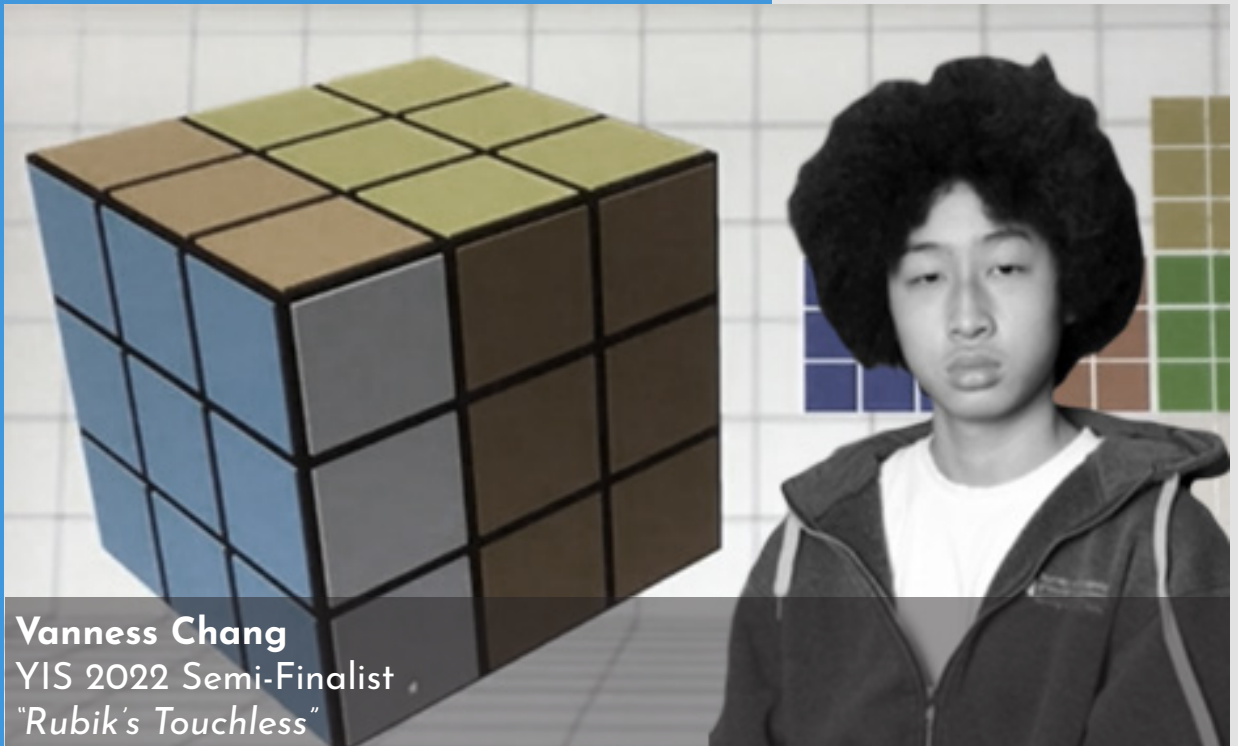 Vanness Chang
YIS 2022 Semi-Finalist
“Rubik’s Touchless”